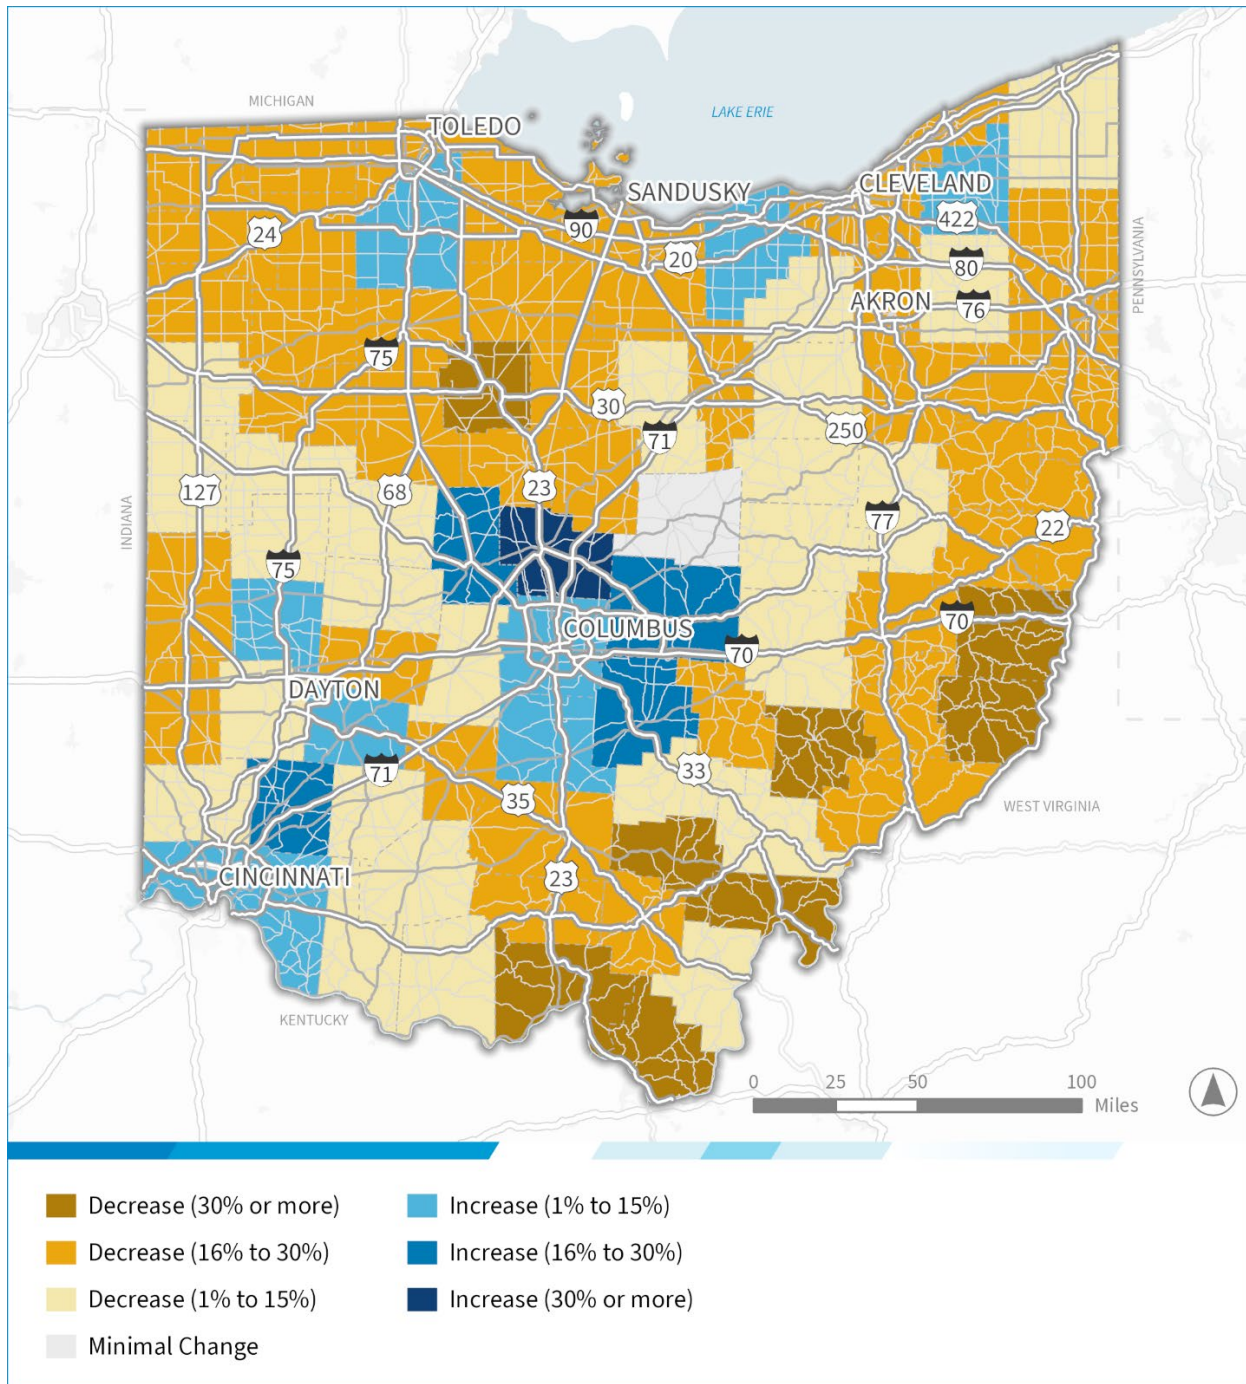 MICHIGAN
LAKE ERIE
TOLEDO
SANDUSKY
CLEVELAND
422
24
90
20
80
PENNSYLVANIA
AKRON
76
75
30
71
250
127
68
23
77
22
INDIANA
75
70
COLUMBUS
70
DAYTON
71
33
35
WEST VIRGINIA
CINCINNATI
23
KENTUCKY
0 25 50 100
Miles
Decrease (30% or more)
Decrease (16% to 30%)
Decrease (1% to 15%)
Minimal Change
Increase (1% to 15%)
Increase (16% to 30%)
Increase (30% or more)